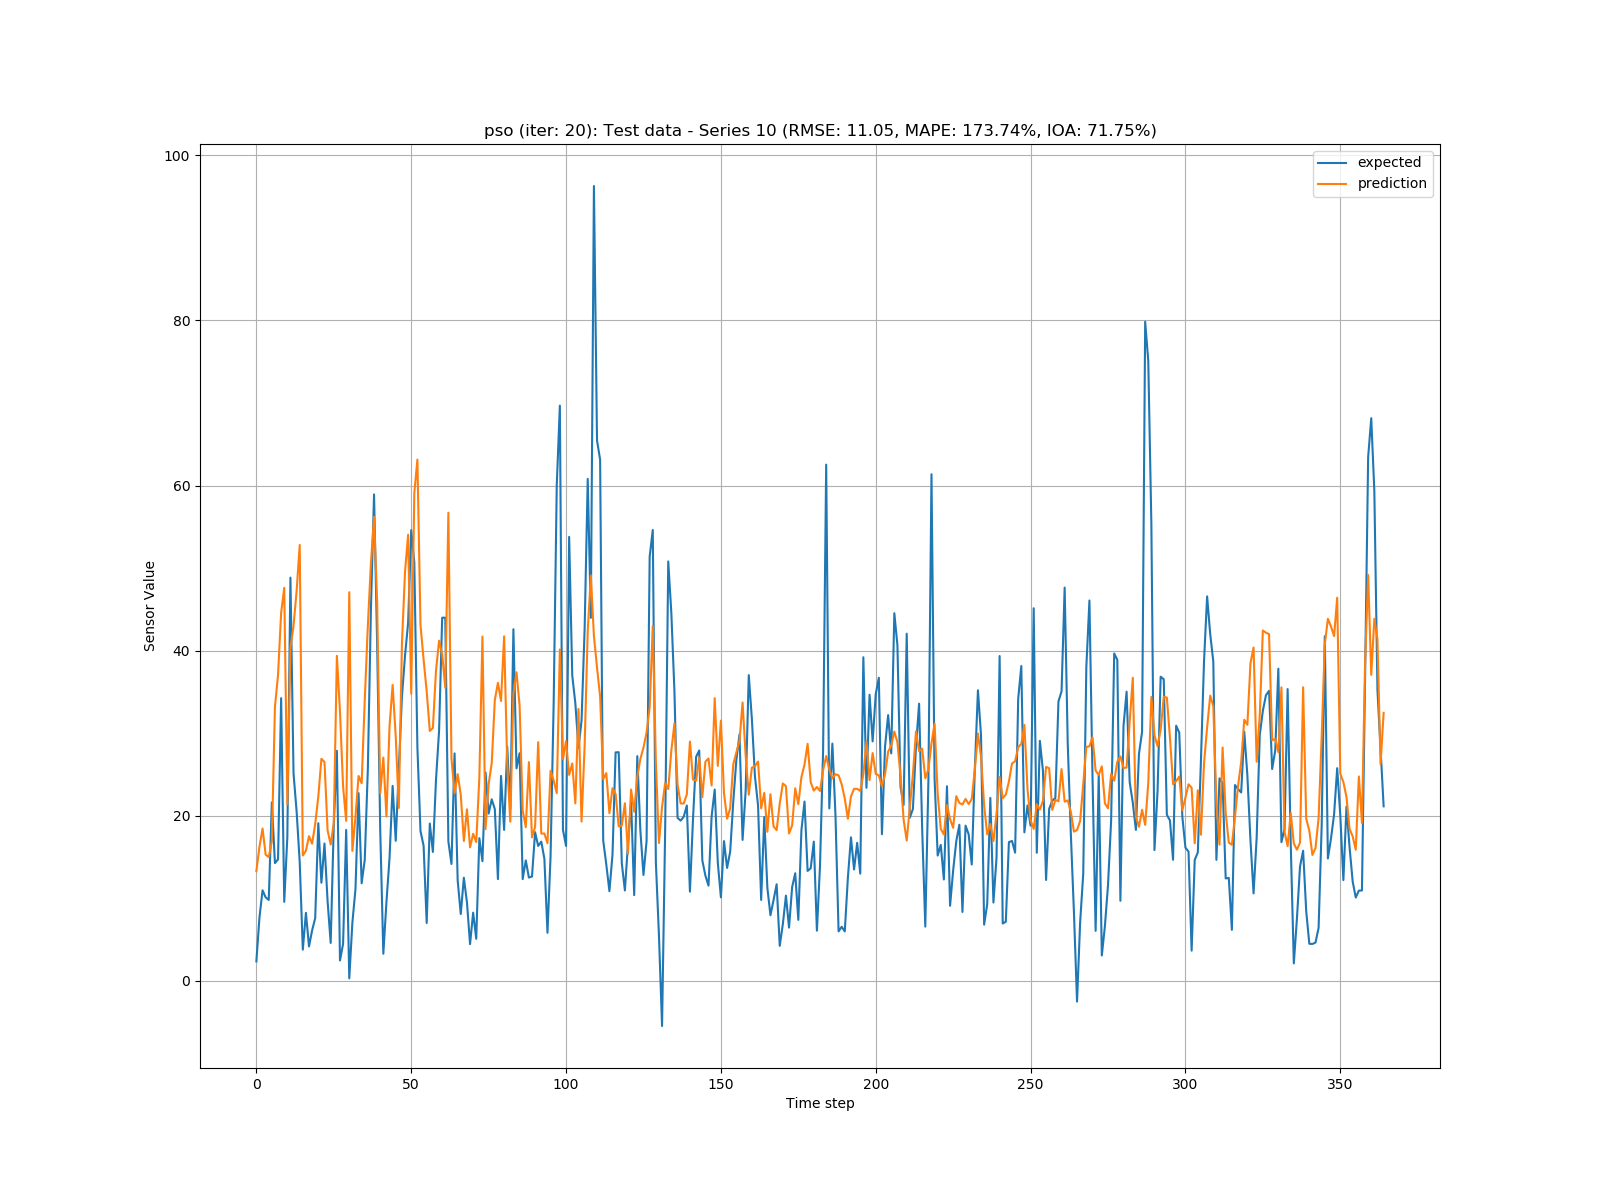 pso (iter: 20): Test data - Series 10 (RMSE: 11.05, MAPE: 173.74%, IOA: 71.75%)
expected
prediction
100
80
60
40
20
0
Sensor Value
0 50 100 150 200 250 300 350
Time step